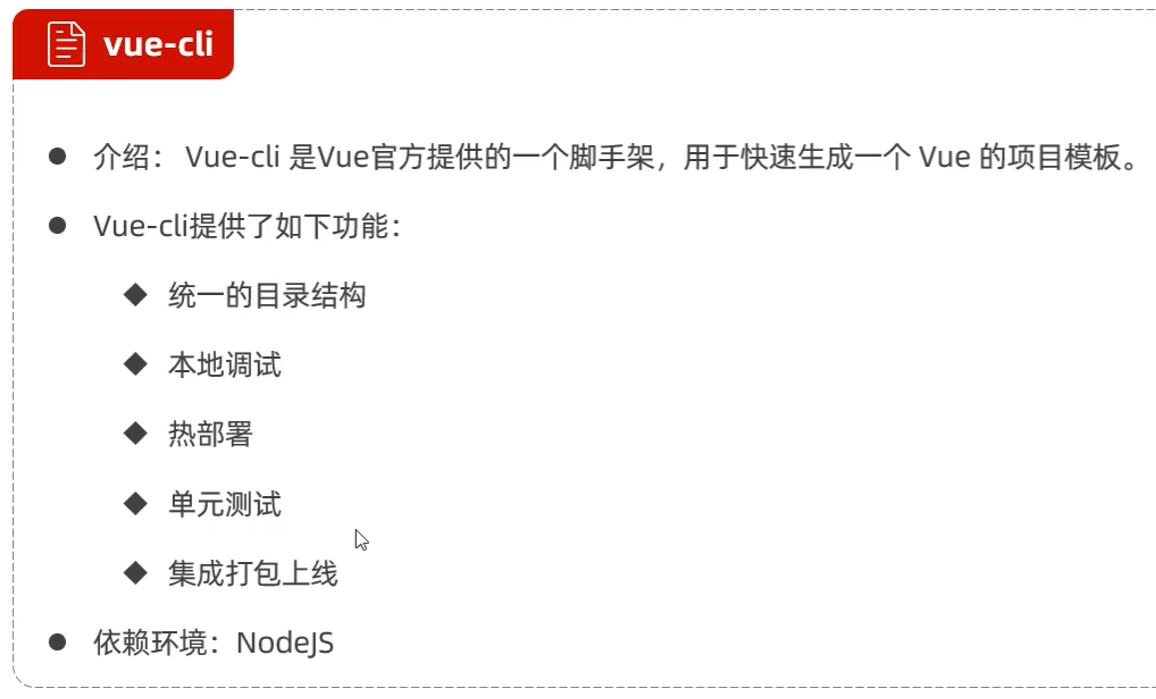 vue-cli
介绍： Vue-cli 是Vue官方提供的一个脚手架，用于快速生成一个 Vue 的项目模板。
Vue-cli提供了如下功能：
统一的目录结构
本地调试
热部署
单元测试
集成打包上线
依赖环境：NodeJS